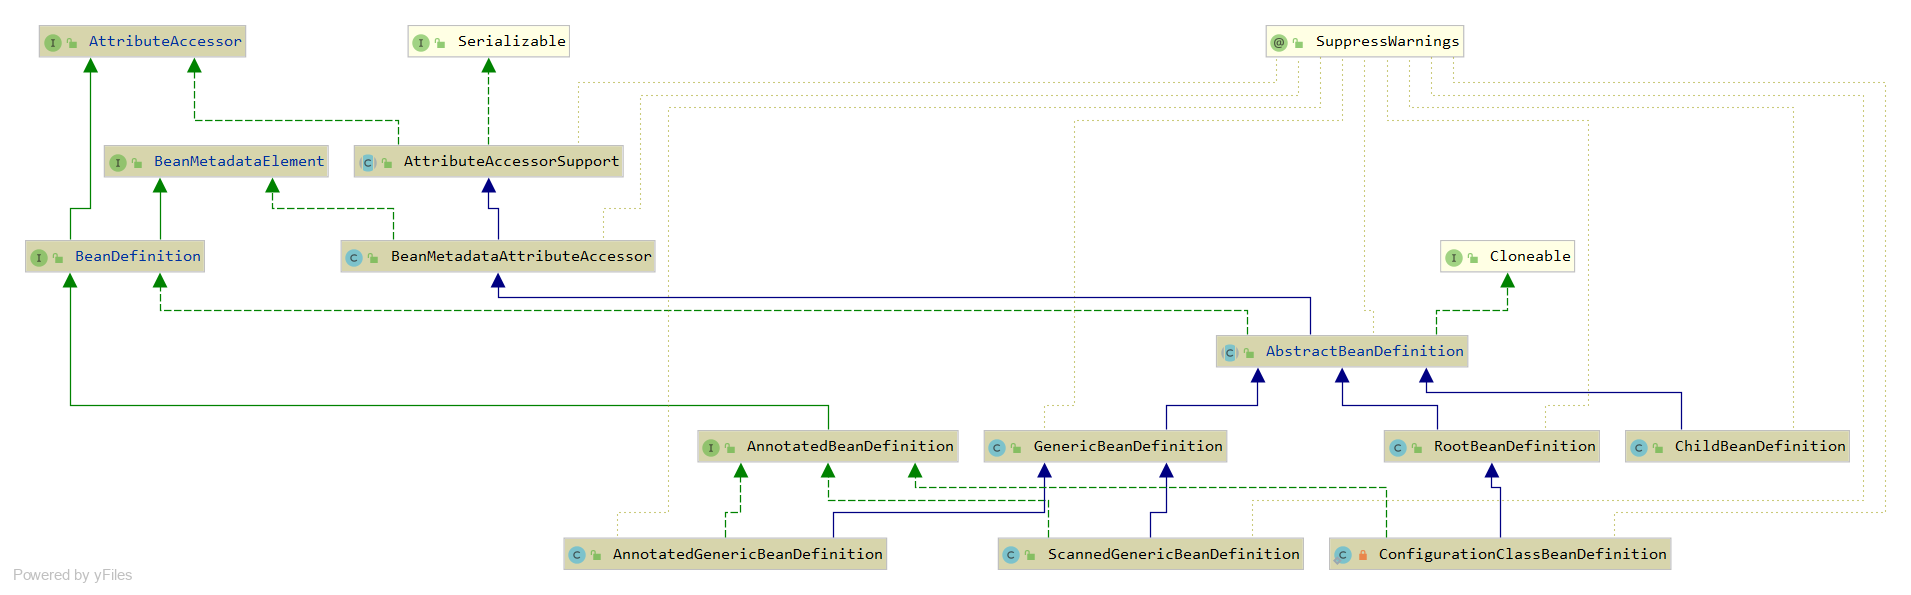 AttributeAccessor
Serializable
SuppressWarnings
BeanMetadataElement
AttributeAccessorSupport
BeanDefinition
BeanMetadataAttributeAccessor
Cloneable
AbstractBeanDefinition
AnnotatedBeanDefinition
GenericBeanDefinition
RootBeanDefinition
ChildBeanDefinition
AnnotatedGenericBeanDefinition
ScannedGenericBeanDefinition
ConfigurationClassBeanDefinition
Powered by yFiles